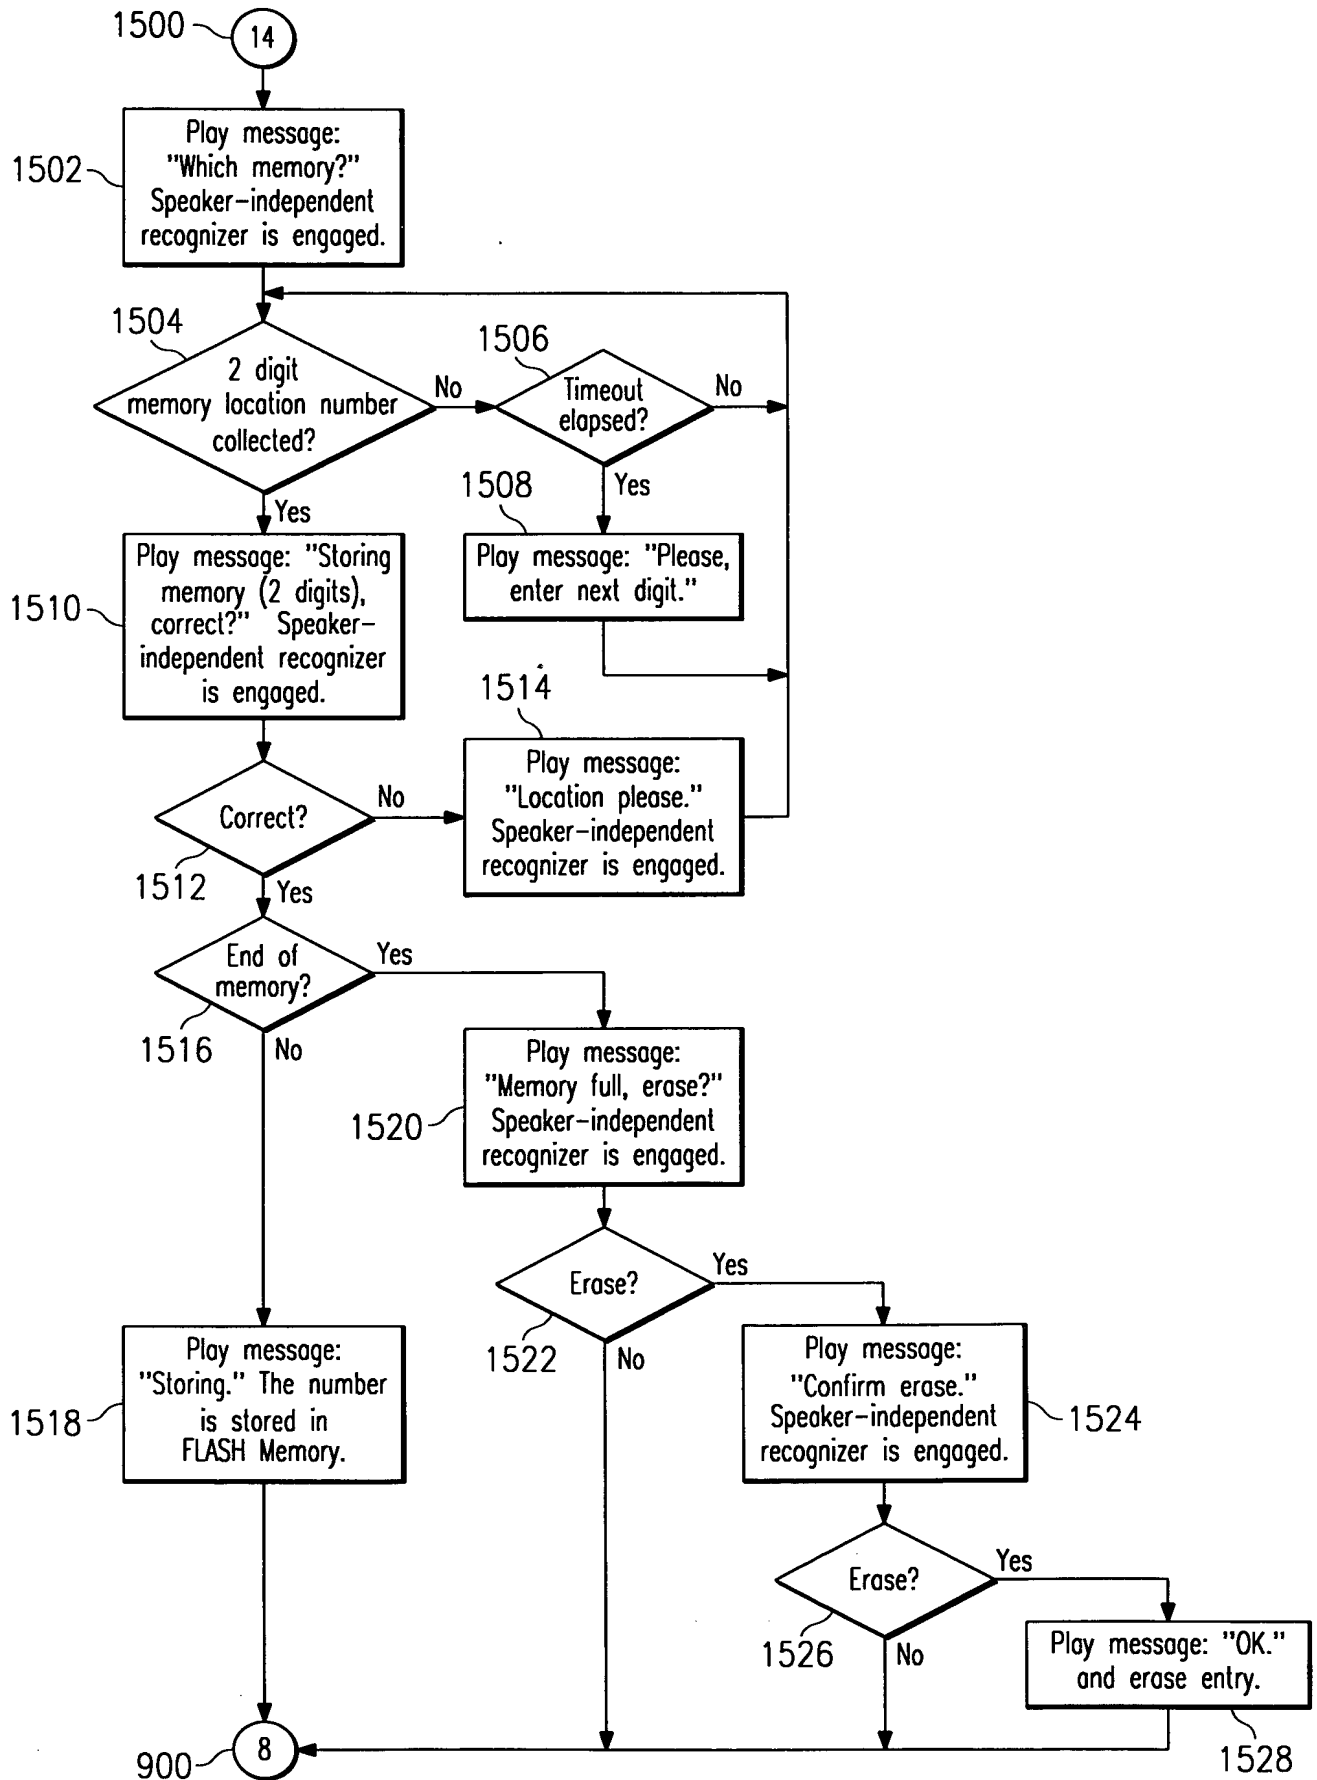 1500
14
1502
Play message:
"Which memory?"
Speaker-independent
recognizer is engaged.
1504
2 digit
memory location number
collected?
No
Yes
1506
Timeout
elapsed?
No
Yes
1508
Play message: "Please,
enter next digit."
1510
Play message: "Storing
memory (2 digits),
correct?" Speaker-
independent recognizer
is engaged.
1514
Play message:
"Location please."
Speaker-independent
recognizer is engaged.
Correct?
No
1512
Yes
End of
memory?
Yes
1516
No
1520
Play message:
"Memory full, erase?"
Speaker-independent
recognizer is engaged.
Erase?
Yes
1522
No
1518
Play message:
"Storing." The number
is stored in
FLASH Memory.
Play message:
"Confirm erase."
Speaker-independent
recognizer is engaged.
1524
Erase?
Yes
1526
No
Play message: "OK."
and erase entry.
1528
900
8